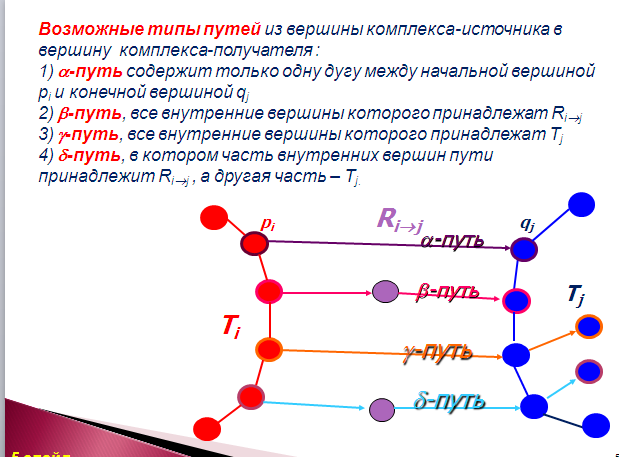 Возможные типы путей из вершины комплекса-источника в
вершину комплекса-получателя :
1) α-путь содержит только одну дугу между начальной вершиной
pi и конечной вершиной qj
2) β-путь, все внутренние вершины которого принадлежат Ri→j
3) γ-путь, все внутренние вершины которого принадлежат Tj
4) δ-путь, в котором часть внутренних вершин пути
принадлежит Ri→j , а другая часть – Tj.
pi
Ri→j
qj
α-путь
β-путь
Tj
Ti
γ-путь
δ-путь
5 слайд